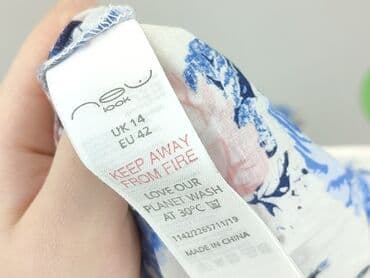 new
look
UK 14
EU 42
KEEP AWAY
FROM FIRE
LOVE OUR
PLANET WASH
AT 30°C
1142/2265711/19
MADE IN CHINA